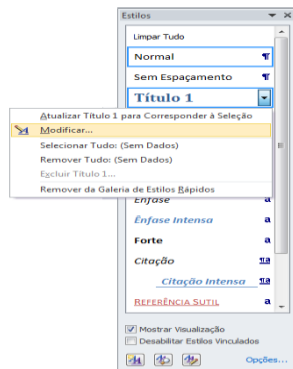 Estilos
Limpar Tudo
Normal ¶
Sem Espaçamento ¶
Título 1
Atualizar Título 1 para Corresponder à Seleção
Modificar...
Selecionar Tudo: (Sem Dados)
Remover Tudo: (Sem Dados)
Excluir Título 1...
Remover da Galeria de Estilos Rápidos
Ênfase a
Ênfase Intensa a
Forte a
Citação ¶a
Citação Intensa ¶a
REFERÊNCIA SUTIL a
Mostrar Visualização
Desabilitar Estilos Vinculados
Opções...